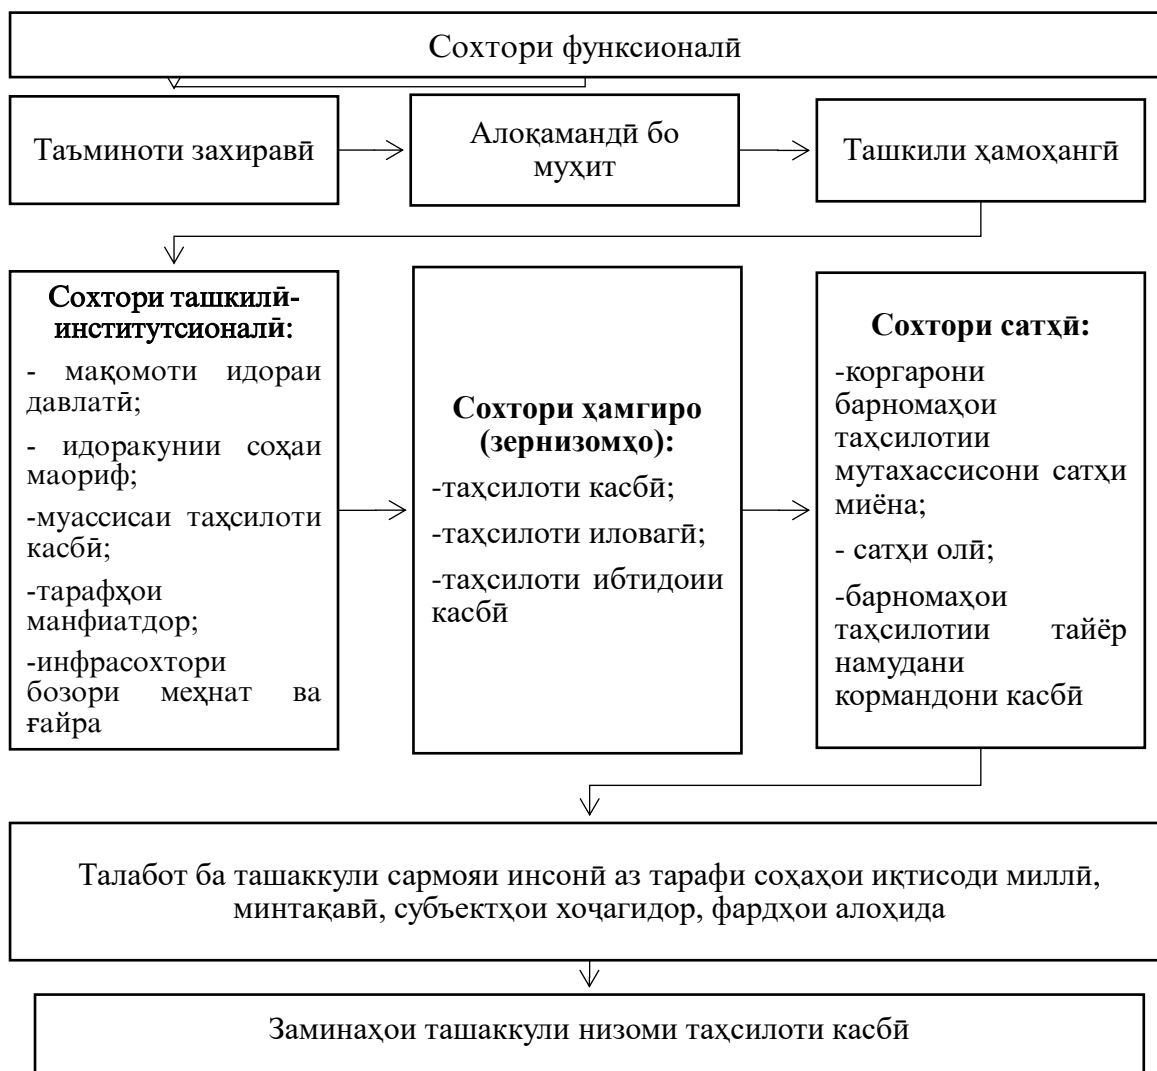 Сохтори функсионалӣ
Таъминоти захиравӣ
Алоқамандӣ бо
муҳит
Ташкили ҳамоҳангӣ
Сохтори ташкилӣ-
институтсионалӣ:
- мақомоти идораи
давлатӣ;
- идоракунии соҳаи
маориф;
-муассисаи таҳсилоти
касбӣ;
-тарафҳои
манфиатдор;
-инфрасохтори
бозори меҳнат ва
ғайра
Сохтори ҳамгиро
(зернизомҳо):
-таҳсилоти касбӣ;
-таҳсилоти иловагӣ;
-таҳсилоти ибтидоии
касбӣ
Сохтори сатҳӣ:
-коргарони
барномаҳои
таҳсилотии
мутахассисони сатҳи
миёна;
- сатҳи олӣ;
-барномаҳои
таҳсилотии тайёр
намудани
кормандони касбӣ
Талабот ба ташаккули сармояи инсонӣ аз тарафи соҳаҳои иқтисоди миллӣ,
минтақавӣ, субъектҳои хоҷагидор, фардҳои алоҳида
Заминаҳои ташаккули низоми таҳсилоти касбӣ